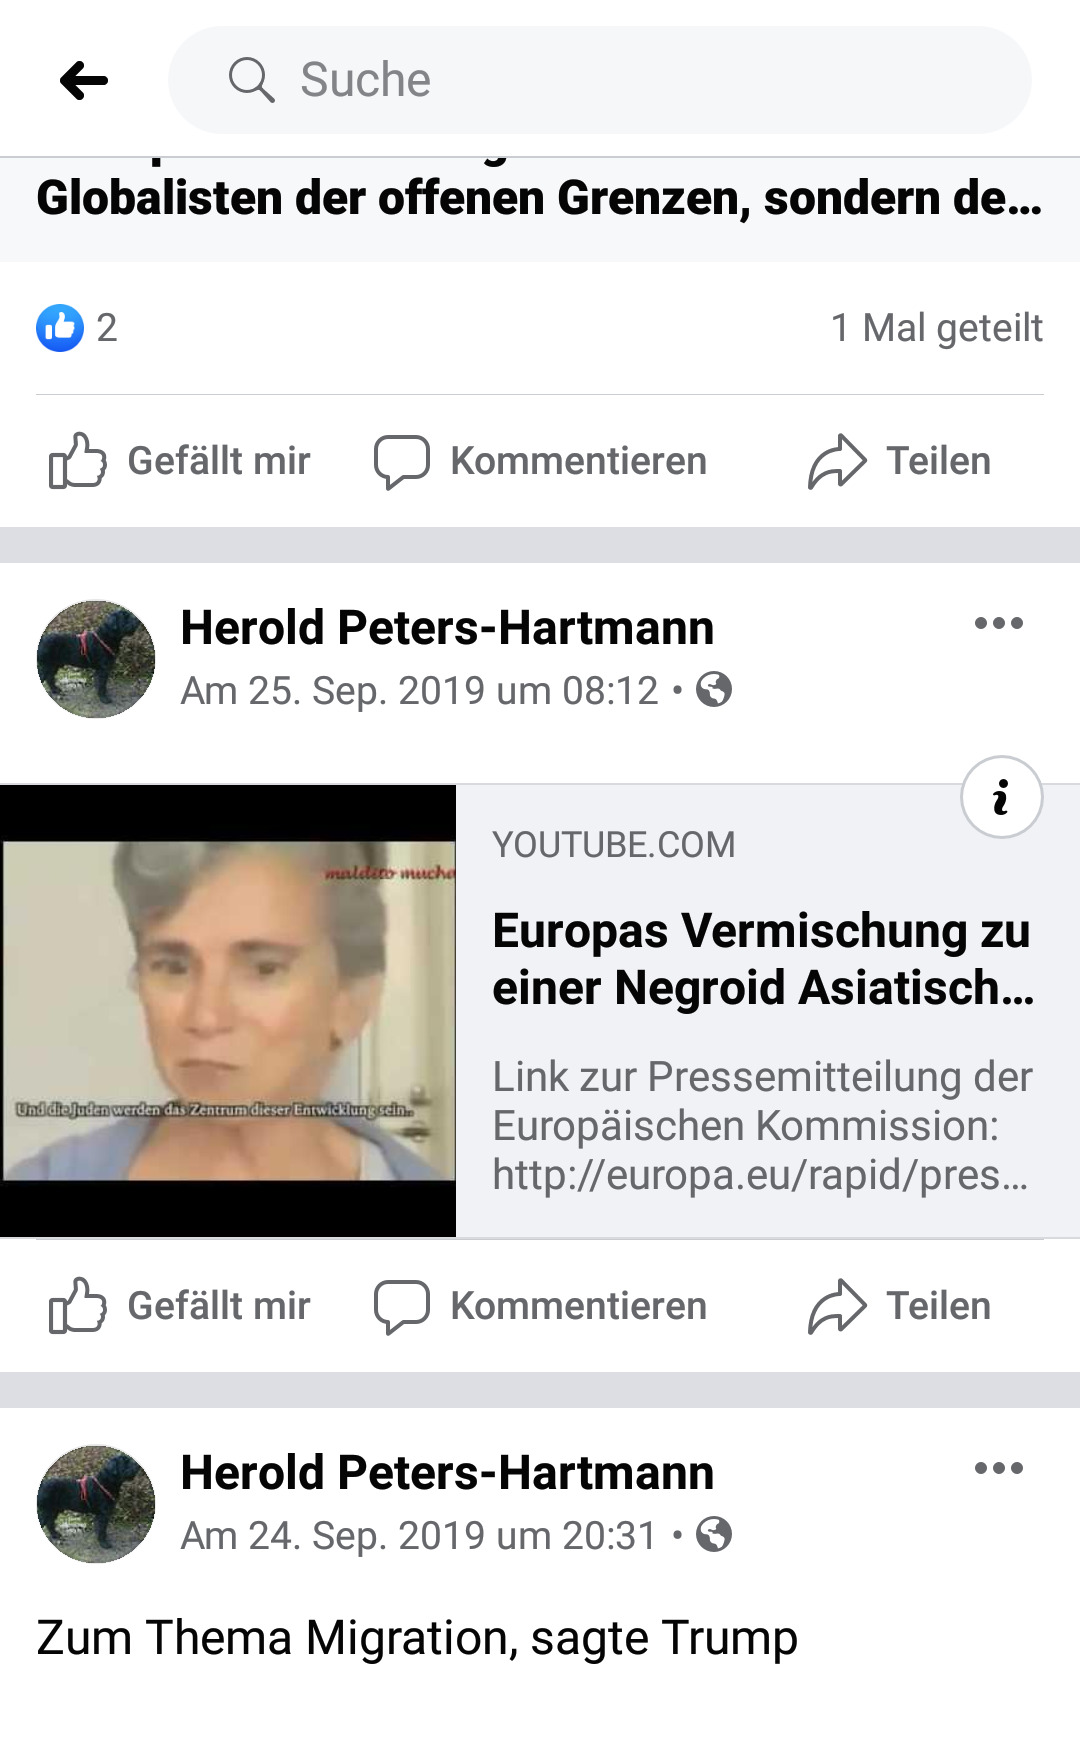 Suche
Globalisten der offenen Grenzen, sondern de...
2
1 Mal geteilt
Gefällt mir
Kommentieren
Teilen
Herold Peters-Hartmann
Am 25. Sep. 2019 um 08:12 •
maldito mucha
Und die Juden werden das Zentrum dieser Entwicklung sein..
YOUTUBE.COM
Europas Vermischung zu
einer Negroid Asiatisch...
Link zur Pressemitteilung der
Europäischen Kommission:
http://europa.eu/rapid/pres...
Gefällt mir
Kommentieren
Teilen
Herold Peters-Hartmann
Am 24. Sep. 2019 um 20:31 •
Zum Thema Migration, sagte Trump